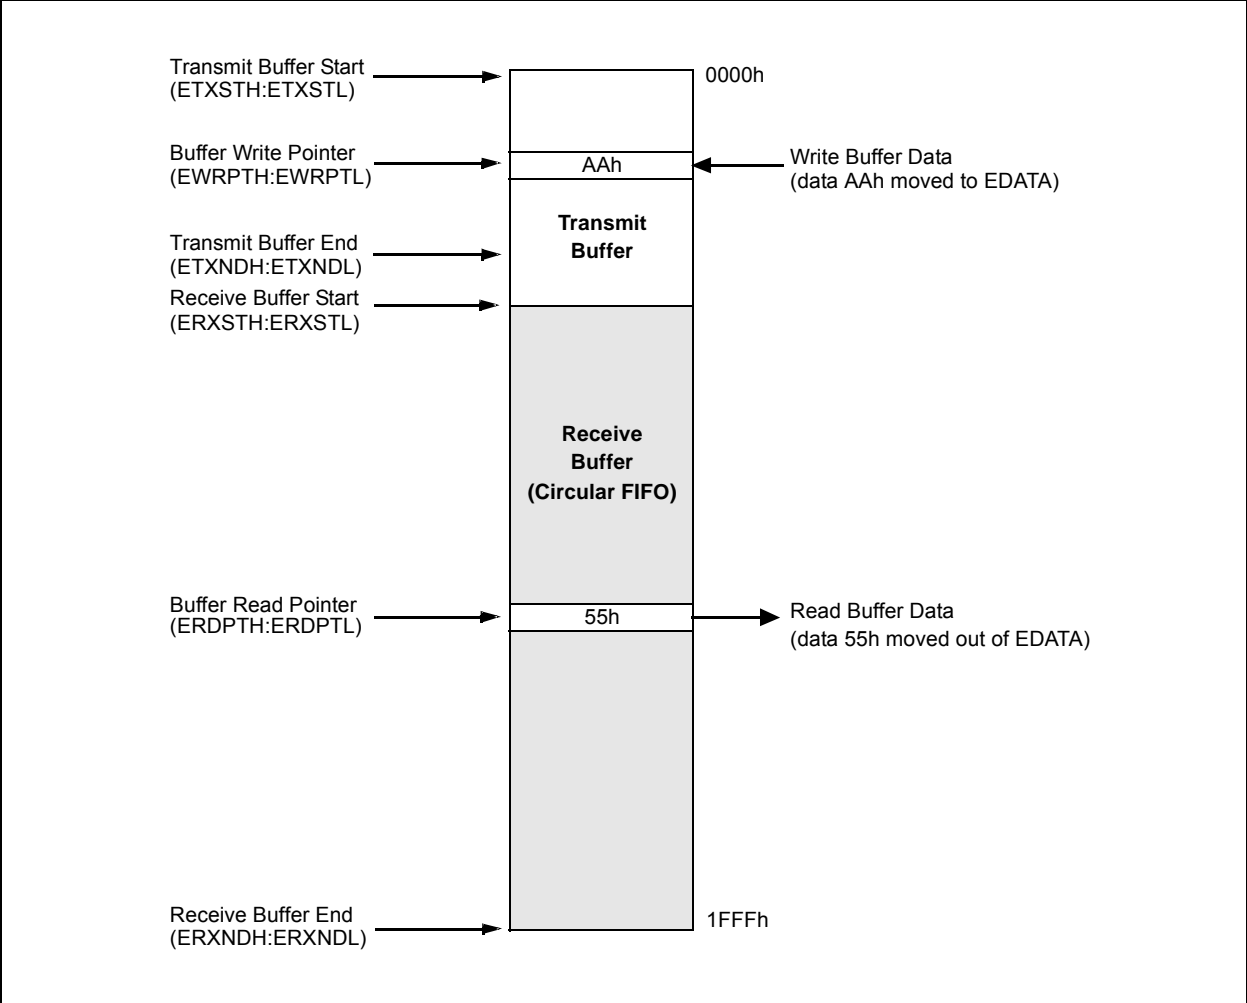 Transmit Buffer Start
(ETXSTH:ETXSTL)
0000h
Buffer Write Pointer
(EWRPTH:EWRPTL)
AAh
Write Buffer Data
(data AAh moved to EDATA)
Transmit
Buffer
Transmit Buffer End
(ETXNDH:ETXNDL)
Receive Buffer Start
(ERXSTH:ERXSTL)
Receive
Buffer
(Circular FIFO)
Buffer Read Pointer
(ERDPTH:ERDPTL)
55h
Read Buffer Data
(data 55h moved out of EDATA)
Receive Buffer End
(ERXNDH:ERXNDL)
1FFFh